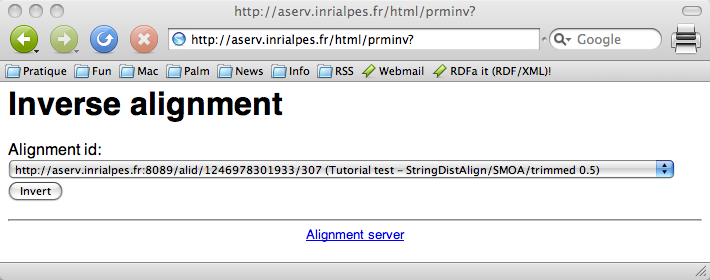 http://aserv.inrialpes.fr/html/prminv?
http://aserv.inrialpes.fr/html/prminv? Google
Pratique Fun Mac Palm News Info RSS Webmail RDFa it (RDF/XML)!
Inverse alignment
Alignment id:
http://aserv.inrialpes.fr:8089/alid/1246978301933/307 (Tutorial test - StringDistAlign/SMOA/trimmed 0.5)
Invert
Alignment server